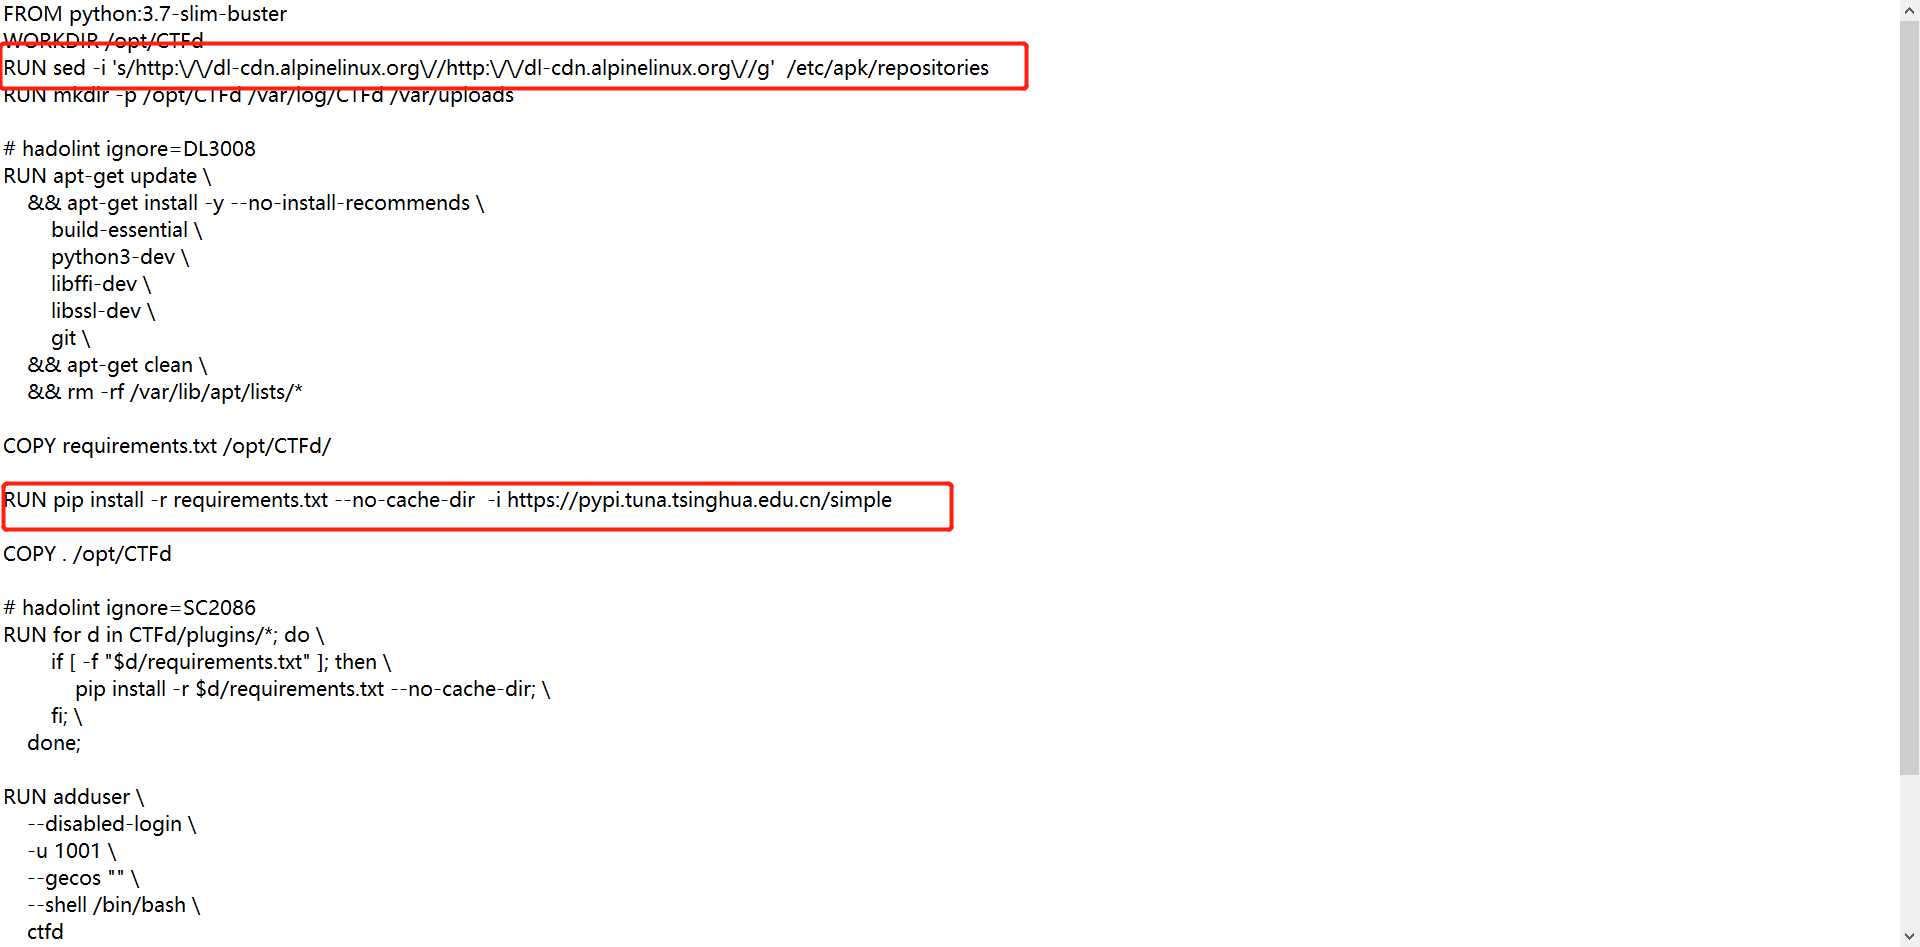 FROM python:3.7-slim-buster
WORKDIR /opt/CTFd
RUN sed -i 's/http:\/\/dl-cdn.alpinelinux.org\//http:\/\/dl-cdn.alpinelinux.org\//g'  /etc/apk/repositories
RUN mkdir -p /opt/CTFd /var/log/CTFd /var/uploads

# hadolint ignore=DL3008
RUN apt-get update \
    && apt-get install -y --no-install-recommends \
        build-essential \
        python3-dev \
        libffi-dev \
        libssl-dev \
        git \
    && apt-get clean \
    && rm -rf /var/lib/apt/lists/*

COPY requirements.txt /opt/CTFd/

RUN pip install -r requirements.txt --no-cache-dir  -i https://pypi.tuna.tsinghua.edu.cn/simple

COPY . /opt/CTFd

# hadolint ignore=SC2086
RUN for d in CTFd/plugins/*; do \
        if [ -f "$d/requirements.txt" ]; then \
            pip install -r $d/requirements.txt --no-cache-dir; \
        fi; \
    done;

RUN adduser \
    --disabled-login \
    -u 1001 \
    --gecos "" \
    --shell /bin/bash \
    ctfd